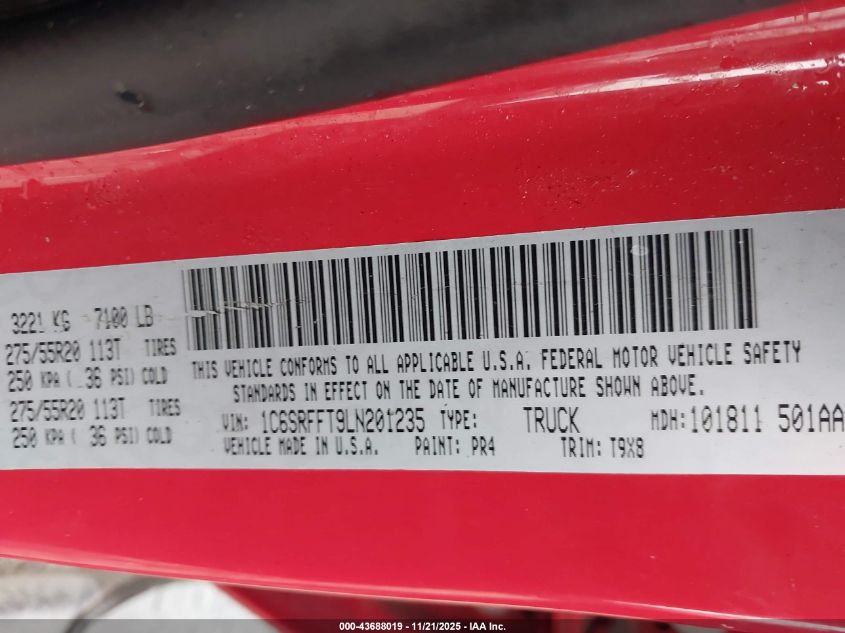 3221 KG 7100 LB
275/55R20 113T TIRES
250 KPA ( 36 PSI) COLD
275/55R20 113T TIRES
250 KPA ( 36 PSI) COLD
THIS VEHICLE CONFORMS TO ALL APPLICABLE U.S.A. FEDERAL MOTOR VEHICLE SAFETY
STANDARDS IN EFFECT ON THE DATE OF MANUFACTURE SHOWN ABOVE.
VIN: 1C6SRFFT9LN201235 TYPE: TRUCK MDH: 101811 501AA
VEHICLE MADE IN U.S.A. PAINT: PR4 TRIM: T9X8
000-43688019 - 11/21/2025 - IAA Inc.